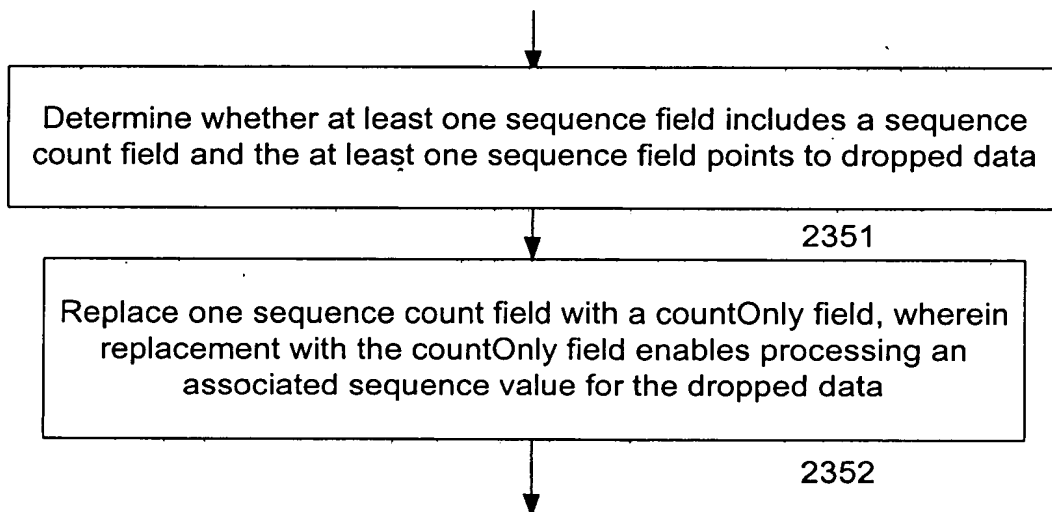 Determine whether at least one sequence field includes a sequence
count field and the at least one sequence field points to dropped data
2351
Replace one sequence count field with a countOnly field, wherein
replacement with the countOnly field enables processing an
associated sequence value for the dropped data
2352